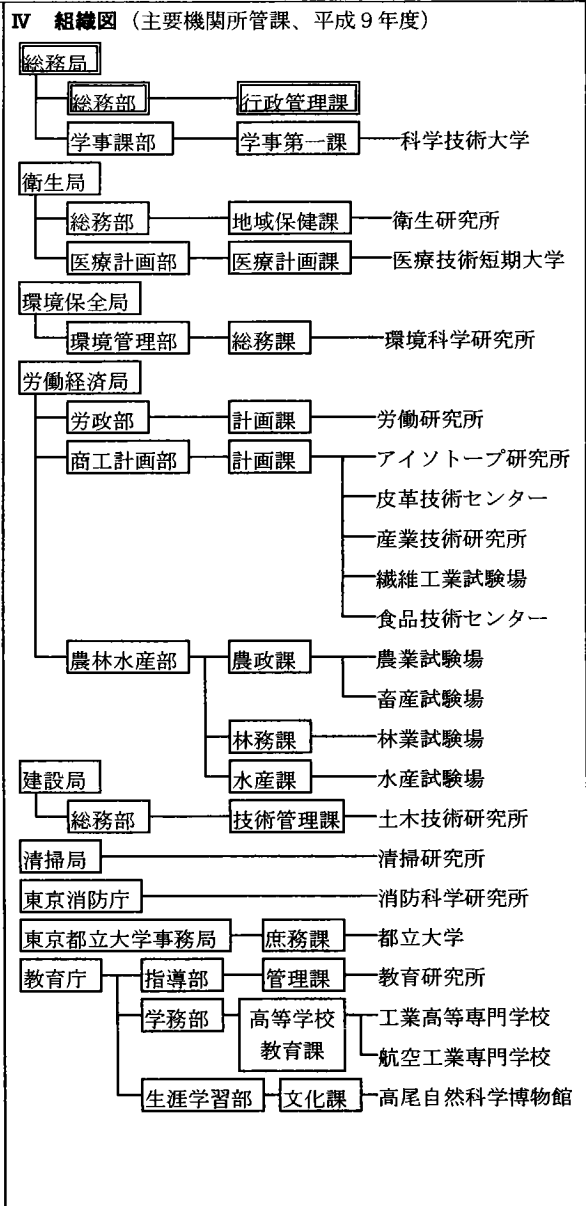 Ⅳ 組織図（主要機関所管課、平成９年度）
総務局
総務部 行政管理課
学事課部 学事第一課 科学技術大学
衛生局
総務部 地域保健課 衛生研究所
医療計画部 医療計画課 医療技術短期大学
環境保全局
環境管理部 総務課 環境科学研究所
労働経済局
労政部 計画課 労働研究所
商工計画部 計画課 アイソトープ研究所
皮革技術センター
産業技術研究所
繊維工業試験場
食品技術センター
農林水産部 農政課 農業試験場
畜産試験場
林務課 林業試験場
水産課 水産試験場
建設局
総務部 技術管理課 土木技術研究所
清掃局 清掃研究所
東京消防庁 消防科学研究所
東京都立大学事務局 庶務課 都立大学
教育庁 指導部 管理課 教育研究所
学務部 高等学校教育課 工業高等専門学校
航空工業専門学校
生涯学習部 文化課 高尾自然科学博物館